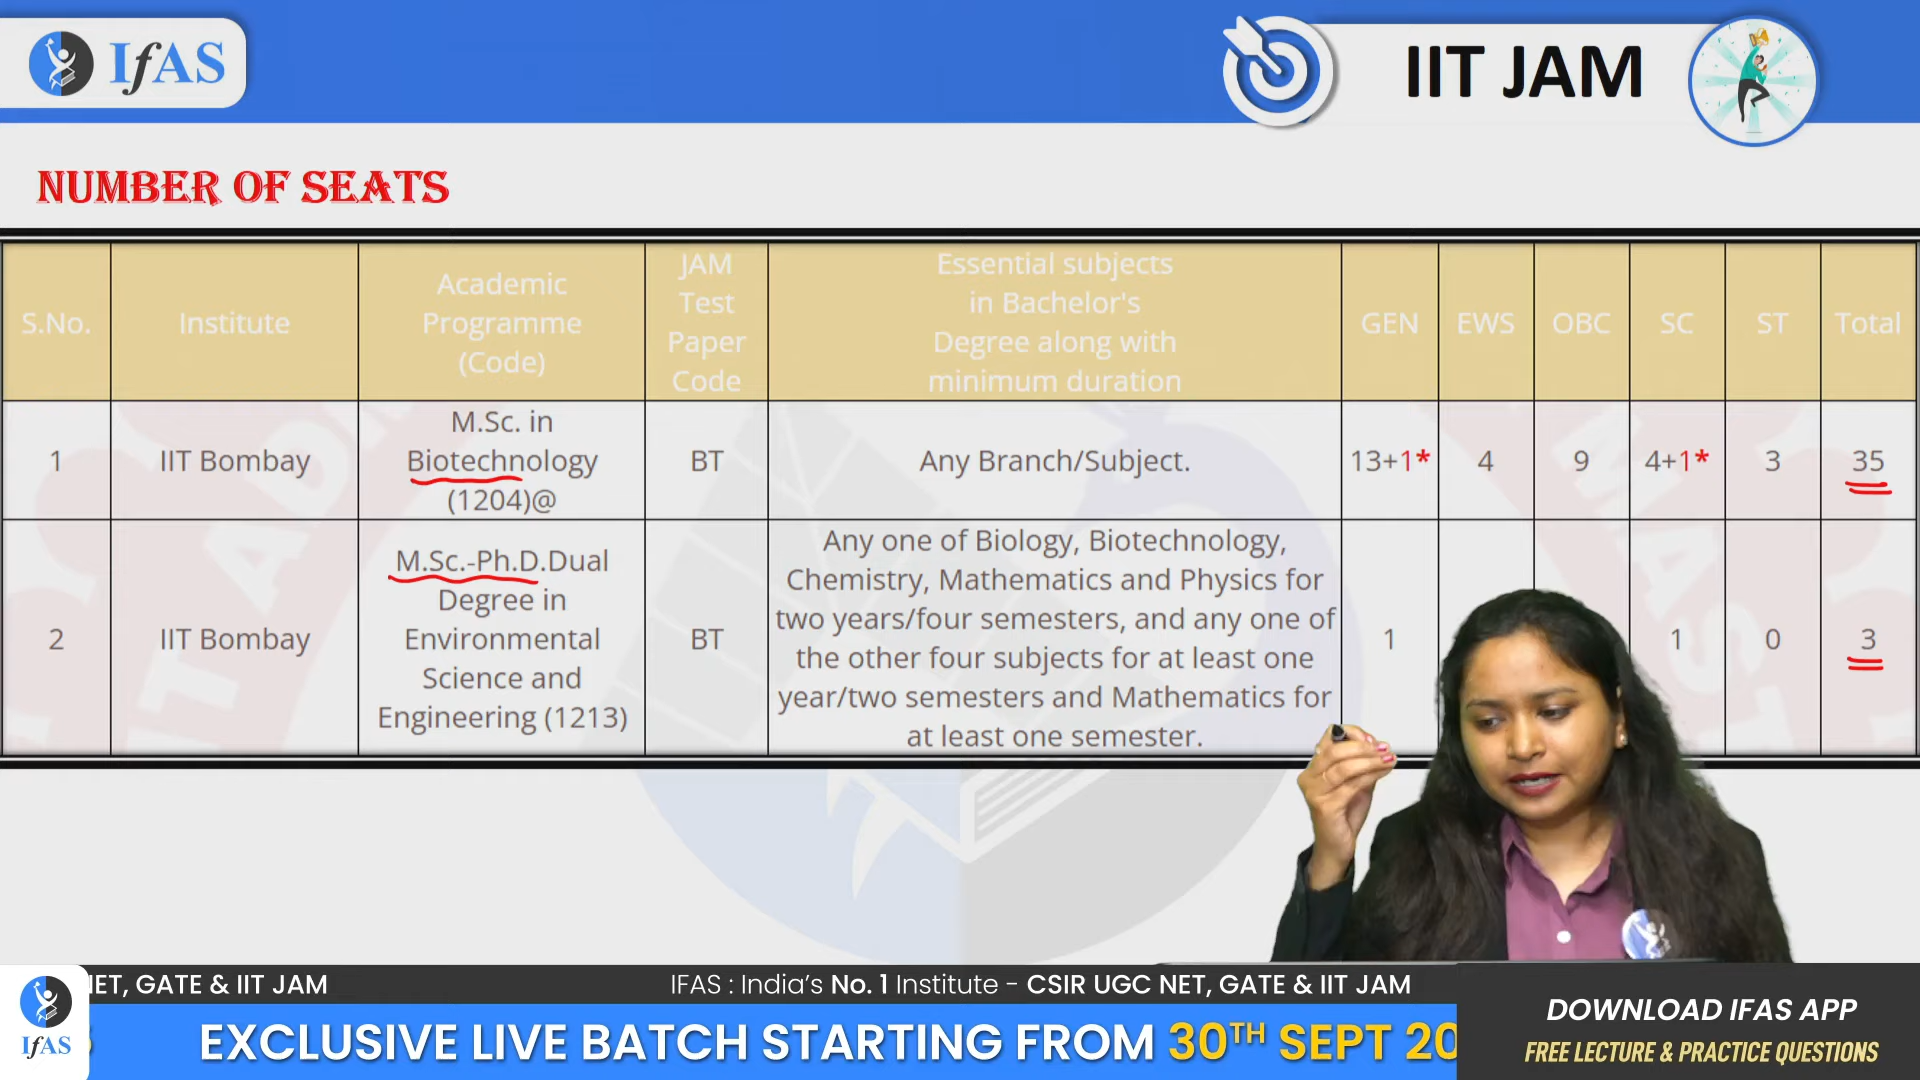 IfAS
IIT JAM
NUMBER OF SEATS
S.No.
Institute
Academic
Programme
(Code)
JAM
Test
Paper
Code
Essential subjects
in Bachelor's
Degree along with
minimum duration
GEN
EWS
OBC
SC
ST
Total
1
IIT Bombay
M.Sc. in
Biotechnology
(1204)@
BT
Any Branch/Subject.
13+1*
4
9
4+1*
3
35
2
IIT Bombay
M.Sc.-Ph.D.Dual
Degree in
Environmental
Science and
Engineering (1213)
BT
Any one of Biology, Biotechnology,
Chemistry, Mathematics and Physics for
two years/four semesters, and any one of
the other four subjects for at least one
year/two semesters and Mathematics for
at least one semester.
1
1
0
3
NET, GATE & IIT JAM
IFAS : India's No. 1 Institute - CSIR UGC NET, GATE & IIT JAM
IfAS
EXCLUSIVE LIVE BATCH STARTING FROM 30TH SEPT 20
DOWNLOAD IFAS APP
FREE LECTURE & PRACTICE QUESTIONS